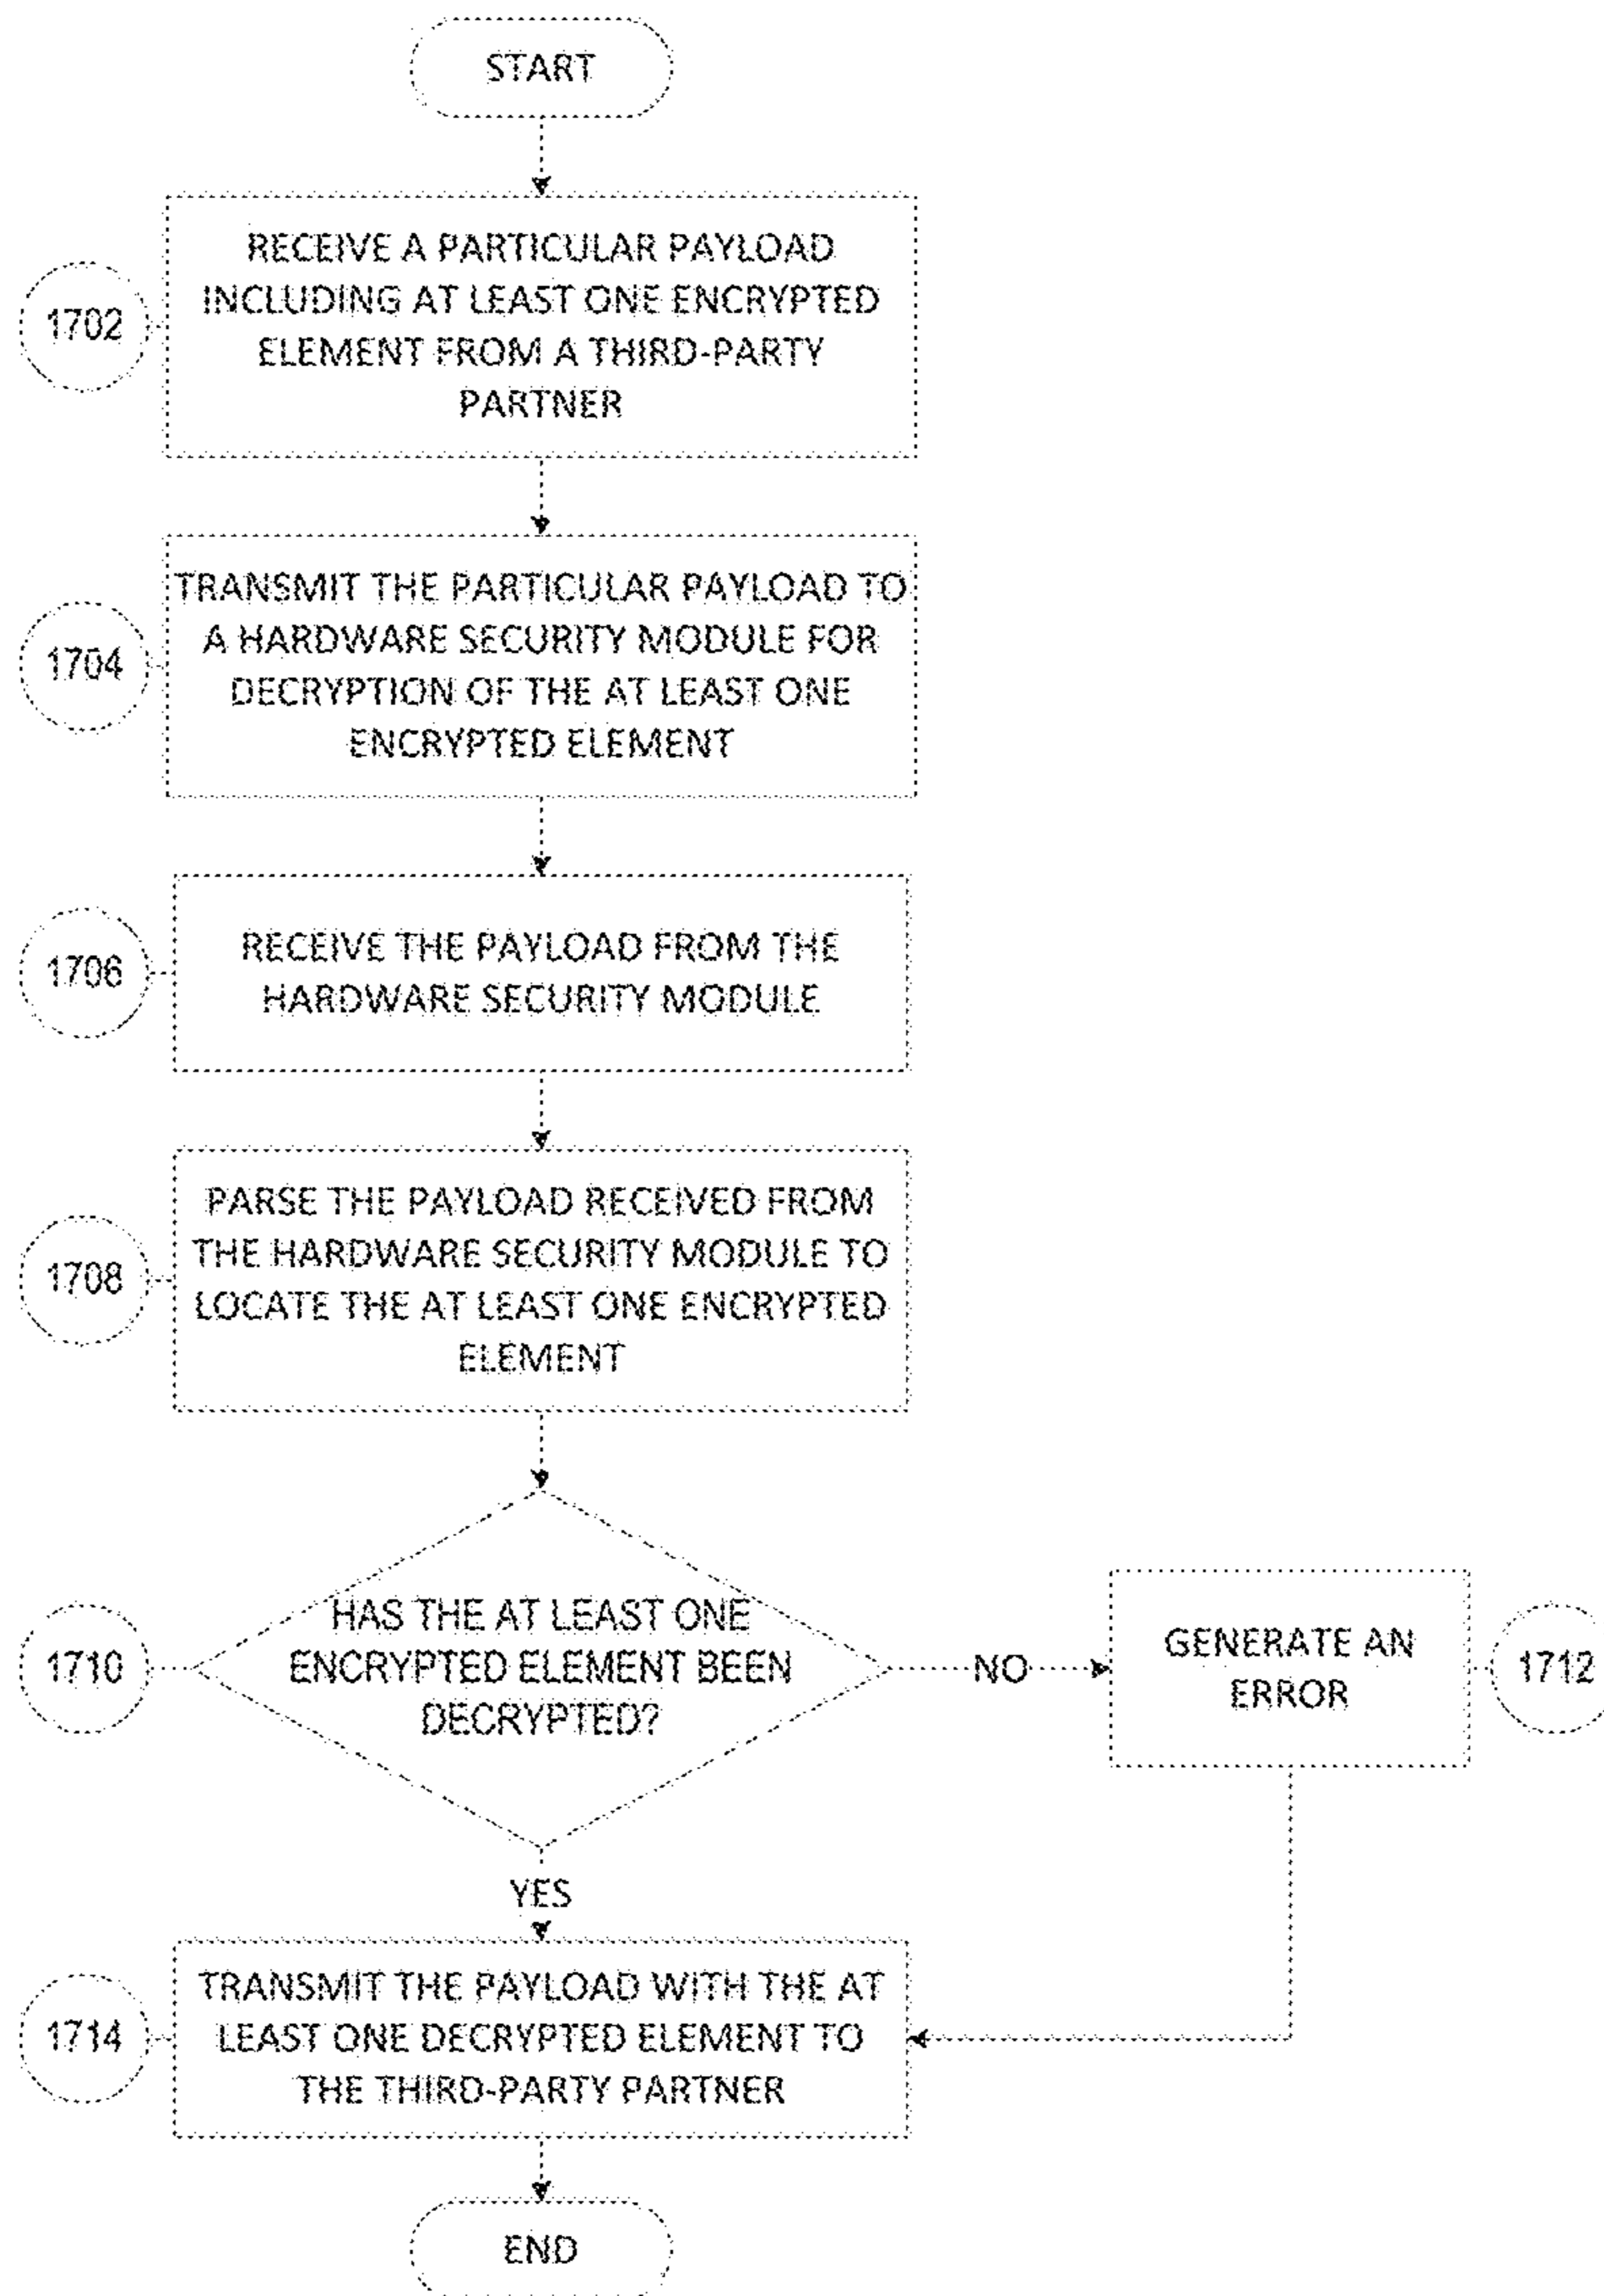 START
RECEIVE A PARTICULAR PAYLOAD
INCLUDING AT LEAST ONE ENCRYPTED
ELEMENT FROM A THIRD-PARTY
PARTNER
1702
TRANSMIT THE PARTICULAR PAYLOAD TO
A HARDWARE SECURITY MODULE FOR
DECRYPTION OF THE AT LEAST ONE
ENCRYPTED ELEMENT
1704
RECEIVE THE PAYLOAD FROM THE
HARDWARE SECURITY MODULE
1706
PARSE THE PAYLOAD RECEIVED FROM
THE HARDWARE SECURITY MODULE TO
LOCATE THE AT LEAST ONE ENCRYPTED
ELEMENT
1708
HAS THE AT LEAST ONE
ENCRYPTED ELEMENT BEEN
DECRYPTED?
1710
NO
GENERATE AN
ERROR
1712
YES
TRANSMIT THE PAYLOAD WITH THE AT
LEAST ONE DECRYPTED ELEMENT TO
THE THIRD-PARTY PARTNER
1714
END